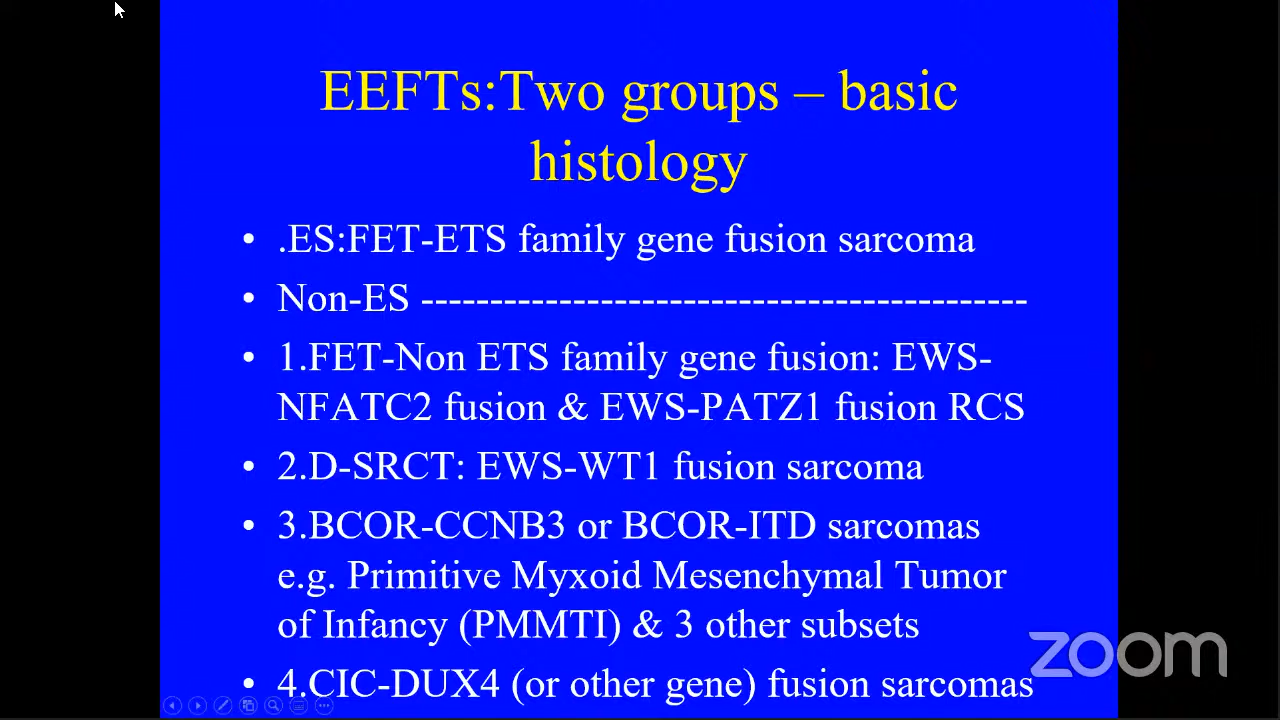 EEFTs:Two groups – basic
histology
• .ES:FET-ETS family gene fusion sarcoma
• Non-ES --------------------------------------------
• 1.FET-Non ETS family gene fusion: EWS-
NFATC2 fusion & EWS-PATZ1 fusion RCS
• 2.D-SRCT: EWS-WT1 fusion sarcoma
• 3.BCOR-CCNB3 or BCOR-ITD sarcomas
e.g. Primitive Myxoid Mesenchymal Tumor
of Infancy (PMMTI) & 3 other subsets
• 4.CIC-DUX4 (or other gene) fusion sarcomas
zoom